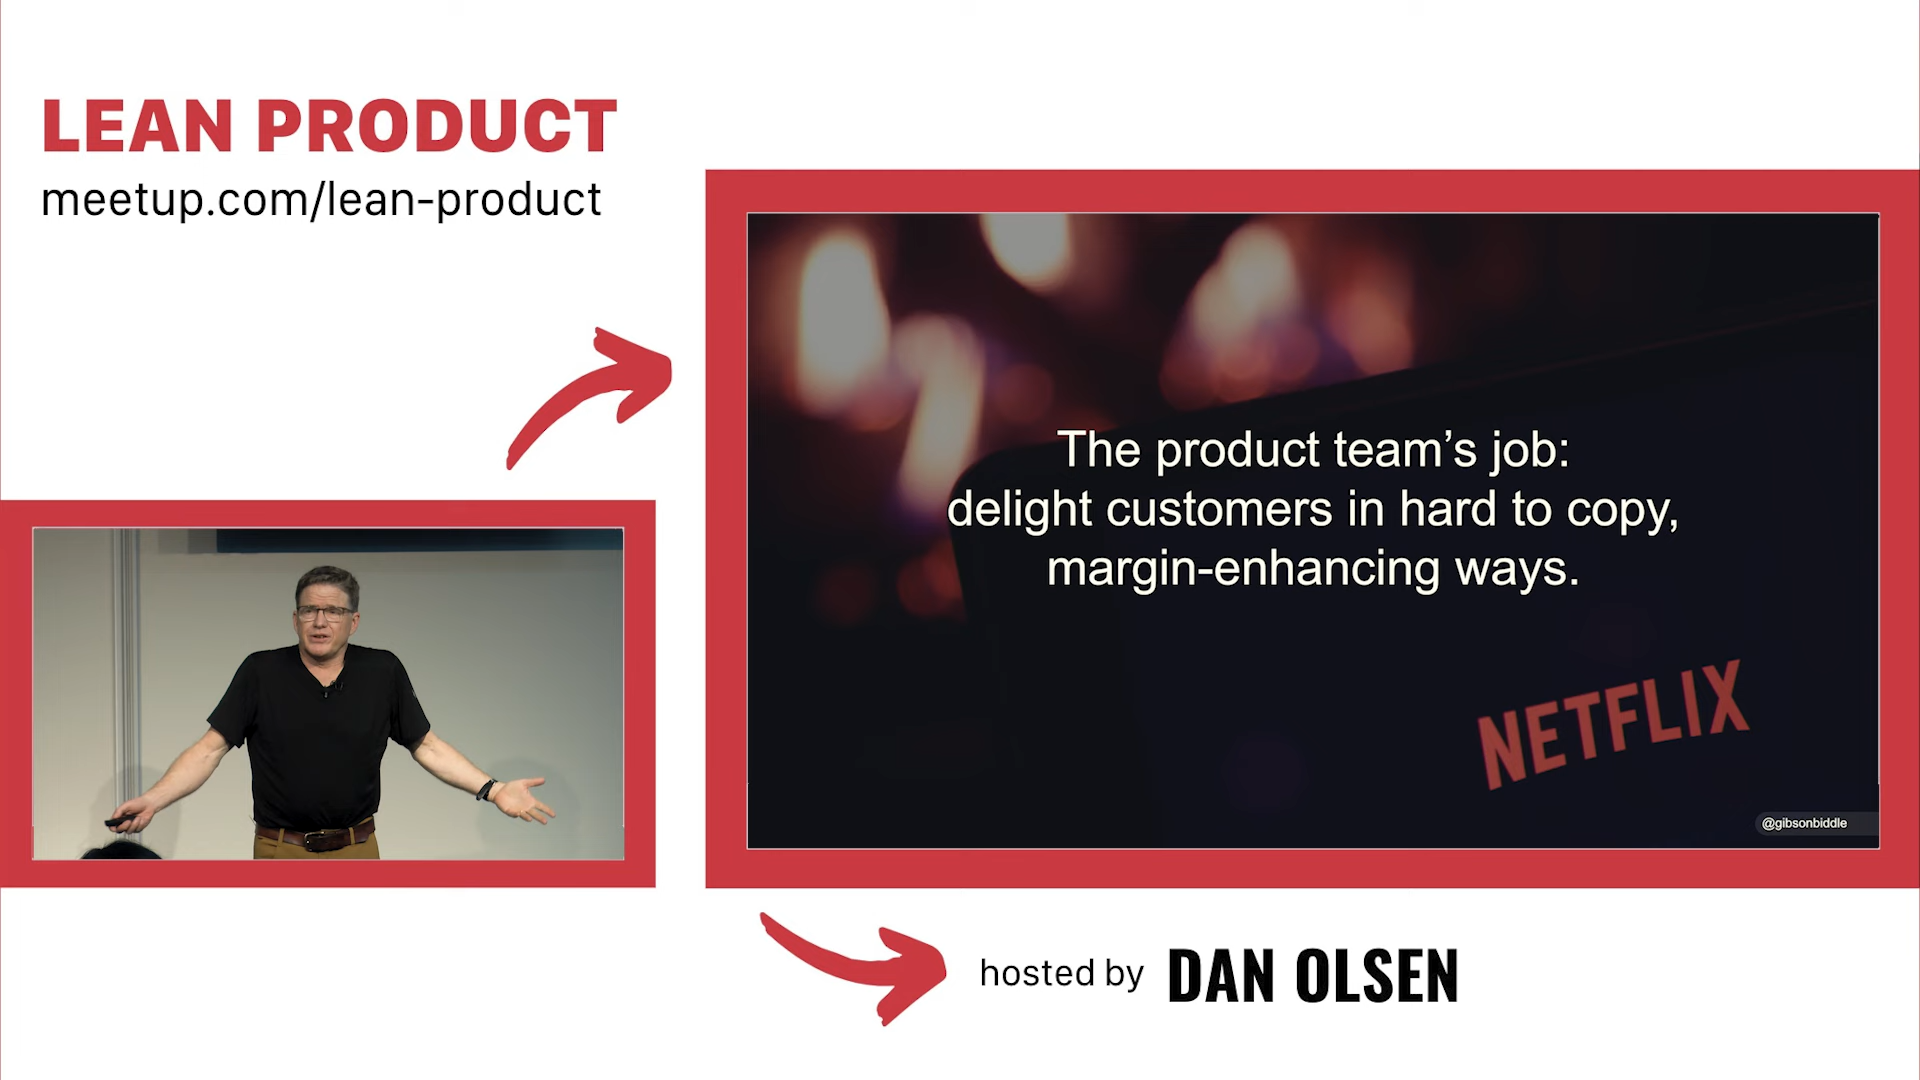 LEAN PRODUCT
meetup.com/lean-product
The product team’s job:
delight customers in hard to copy,
margin-enhancing ways.
NETFLIX
@gibsonbiddle
hosted by DAN OLSEN